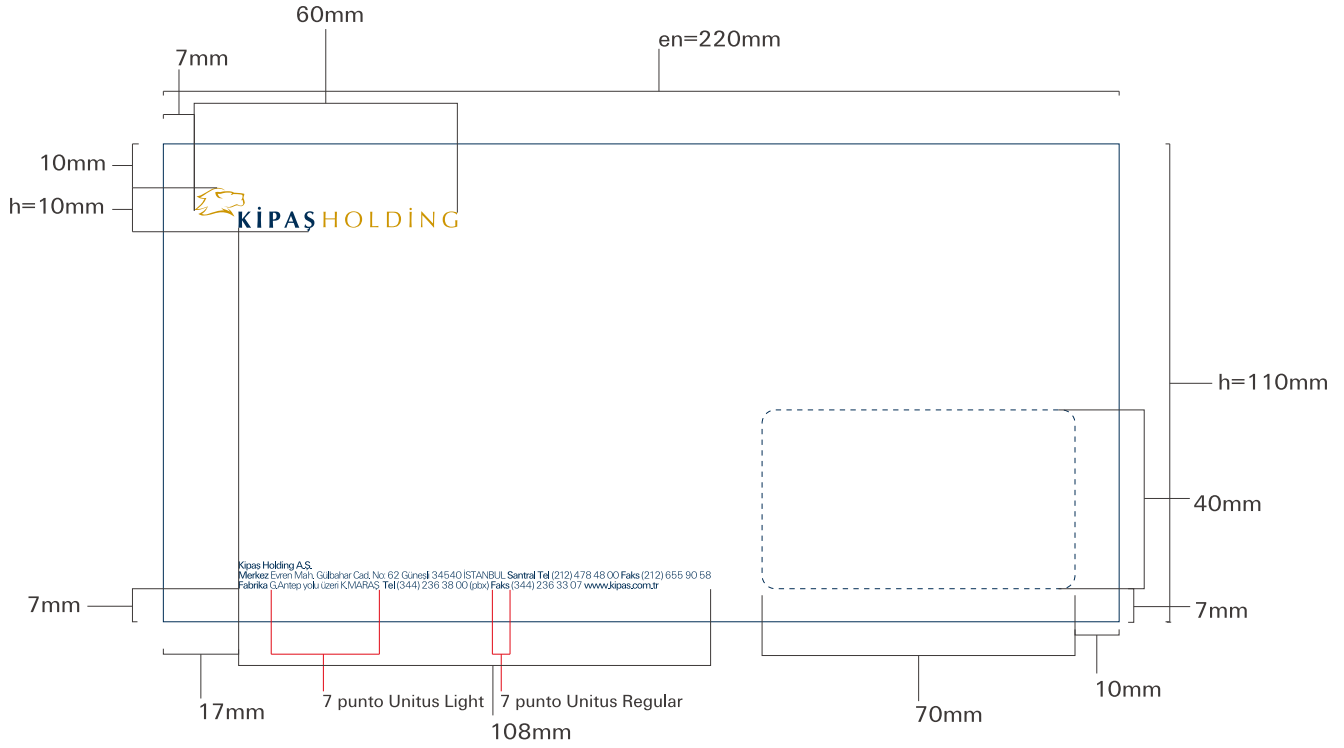 60mm
en=220mm
7mm
10mm
h=10mm
KİPAŞ HOLDİNG
h=110mm
40mm
Kipas Holding A.Ş.
Merkez Evren Mah. Gülbahar Cad. No: 62 Güneşli 34540 İSTANBUL Santral Tel (212) 478 48 00 Faks (212) 655 90 58
Fabrika G.Antep yolu üzeri K.MARAŞ Tel (344) 236 38 00 (pbx) Faks (344) 236 33 07 www.kipas.com.tr
7mm
7mm
10mm
7 punto Unitus Light
7 punto Unitus Regular
17mm
70mm
108mm